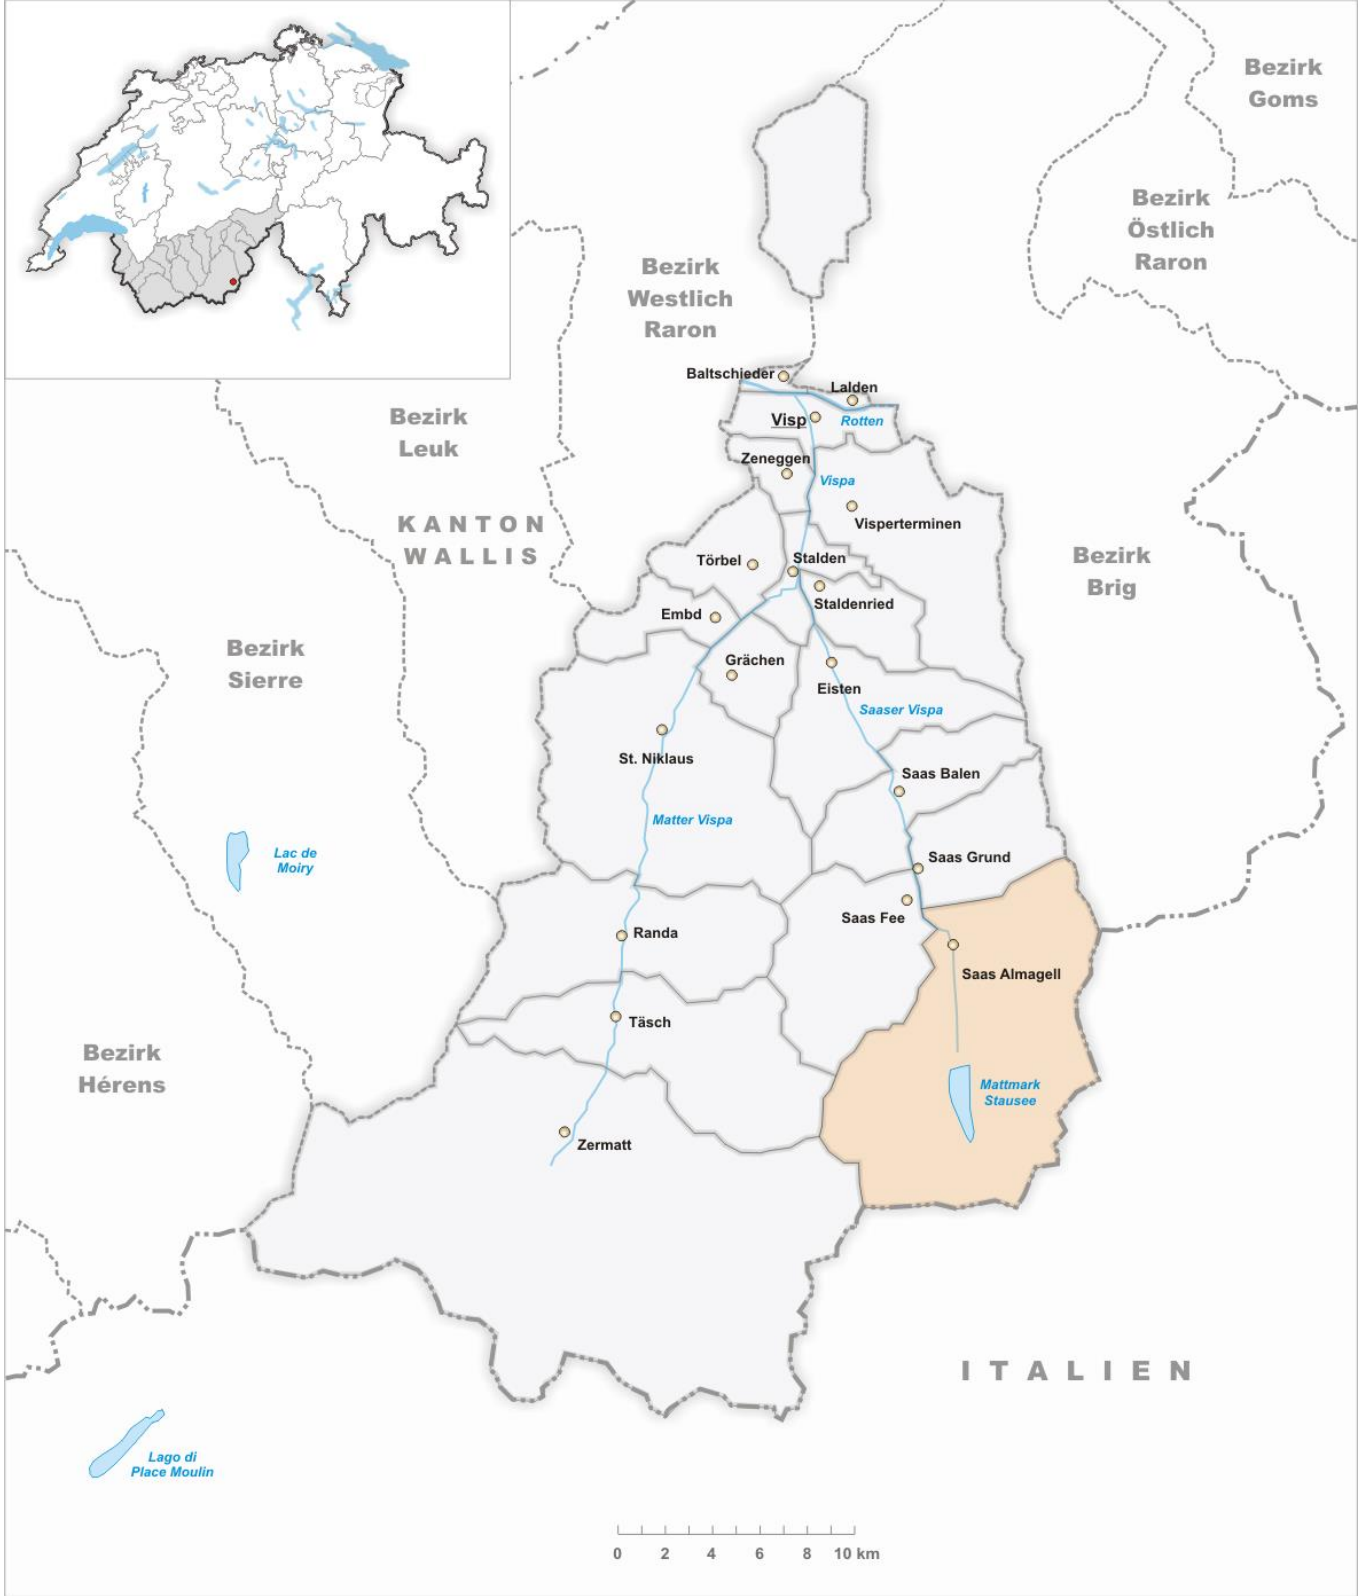 Bezirk
Goms
Bezirk
Östlich
Raron
Bezirk
Westlich
Raron
Baltschieder
Lalden
Visp
Rotten
Bezirk
Leuk
Zeneggen
Vispa
KANTON
WALLIS
Visperterminen
Bezirk
Brig
Törbel
Stalden
Staldenried
Embd
Bezirk
Sierre
Grächen
Eisten
Saaser Vispa
St. Niklaus
Saas Balen
Matter Vispa
Lac de
Moiry
Saas Grund
Saas Fee
Randa
Saas Almagell
Täsch
Bezirk
Hérens
Mattmark
Stausee
Zermatt
ITALIEN
Lago di
Place Moulin
0 2 4 6 8 10 km